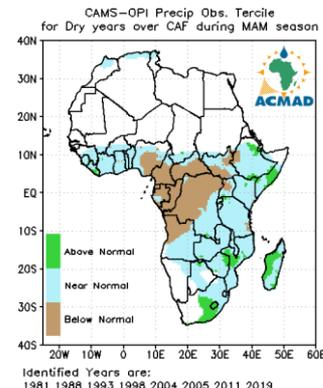 CAMS-OPI Precip Obs. Tercile
for Dry years over CAF during MAM season
ACMAD
40N
30N
20N
10N
EQ
10S
20S
30S
40S
Above Normal
Near Normal
Below Normal
20W 10W 0 10E 20E 30E 40E 50E 60E
Identified Years are:
1981 1988 1993 1998 2004 2005 2011 2019